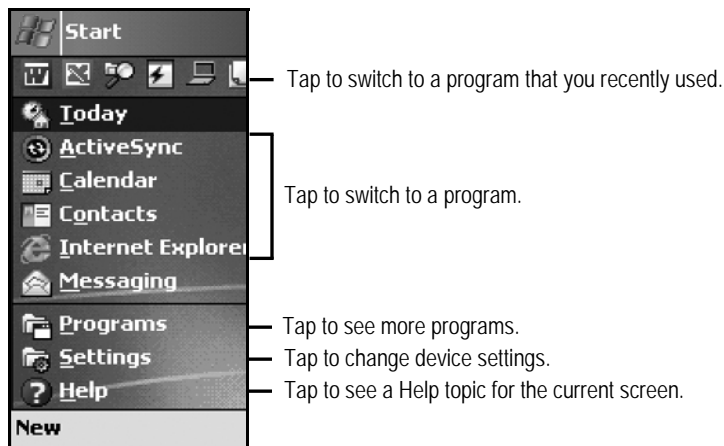 Start
Tap to switch to a program that you recently used.
Today
ActiveSync
Calendar
Tap to switch to a program.
Contacts
Internet Explorer
Messaging
Programs
Tap to see more programs.
Settings
Tap to change device settings.
Help
Tap to see a Help topic for the current screen.
New